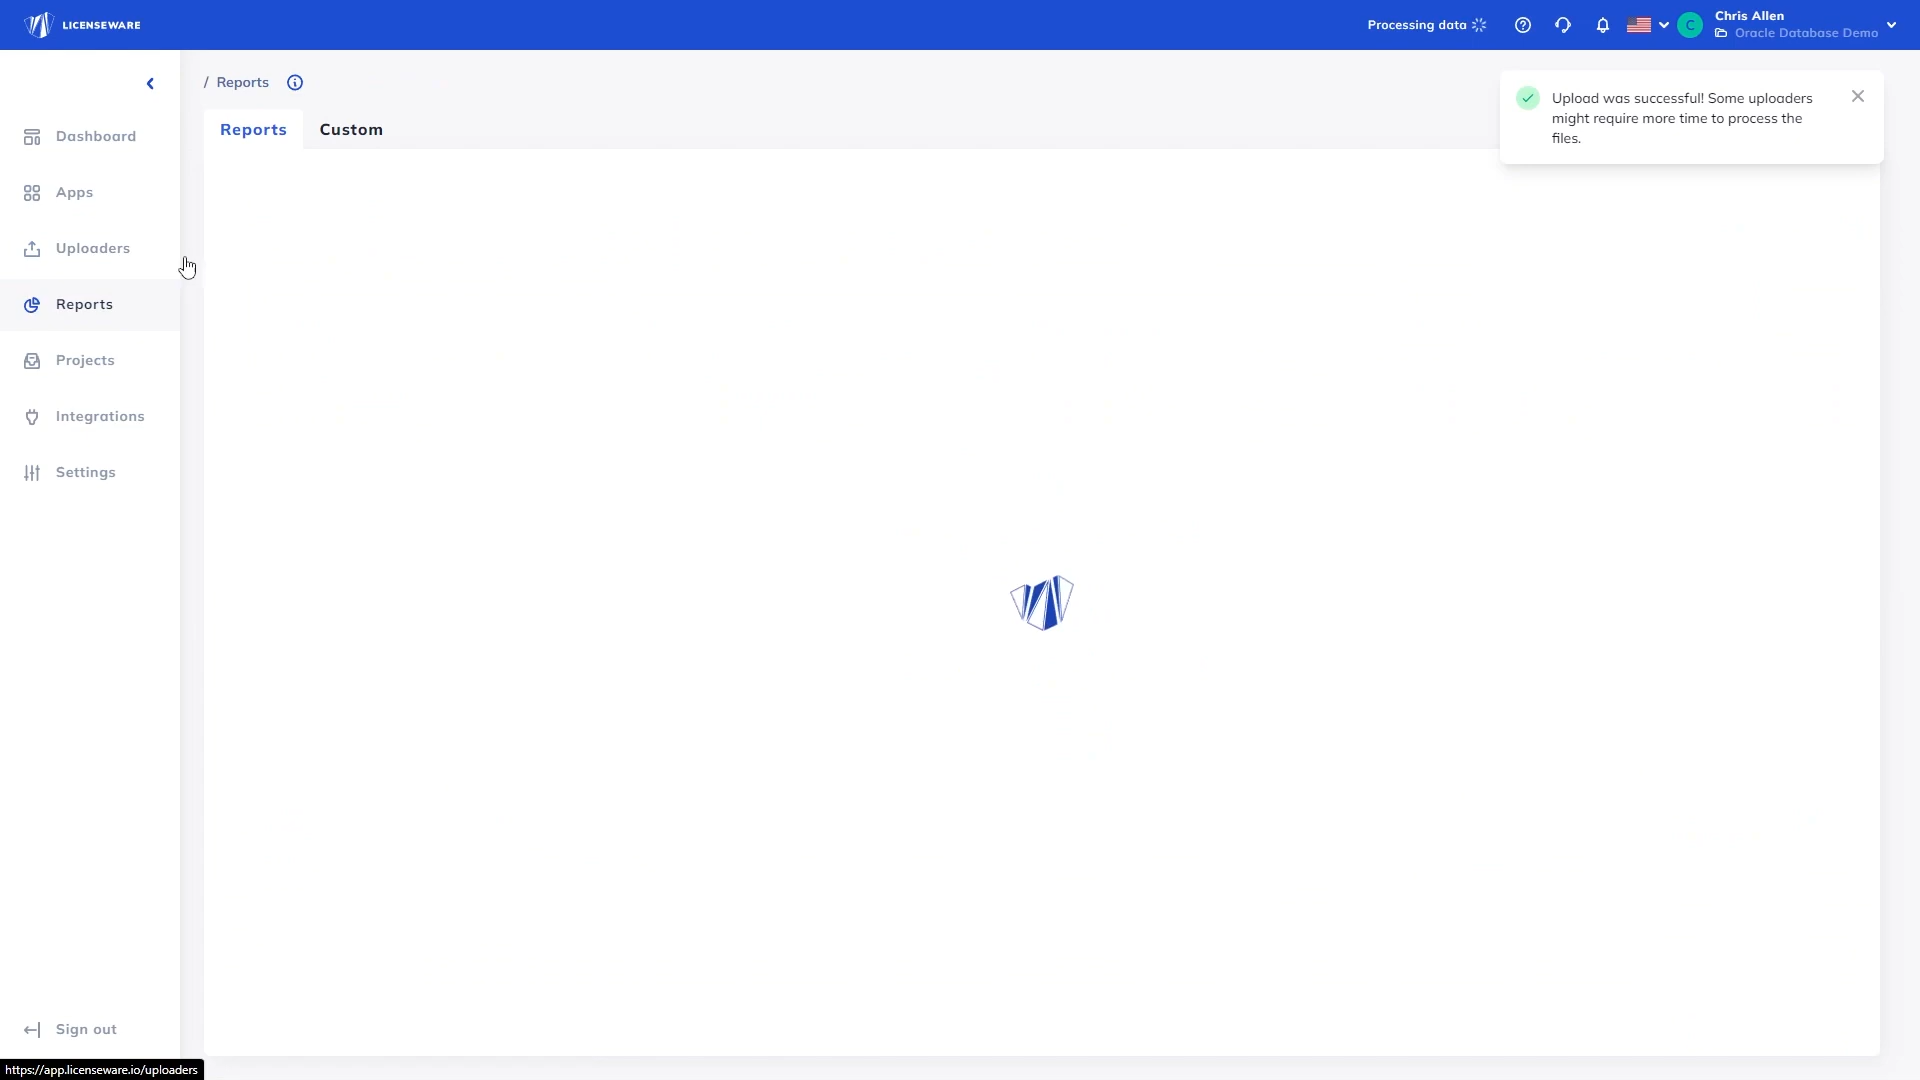 LICENSEWARE
Processing data
C
Chris Allen
Oracle Database Demo
/ Reports
Upload was successful! Some uploaders
might require more time to process the
files.
Reports
Custom
Dashboard
Apps
Uploaders
Reports
Projects
Integrations
Settings
Sign out
https://app.licenseware.io/uploaders